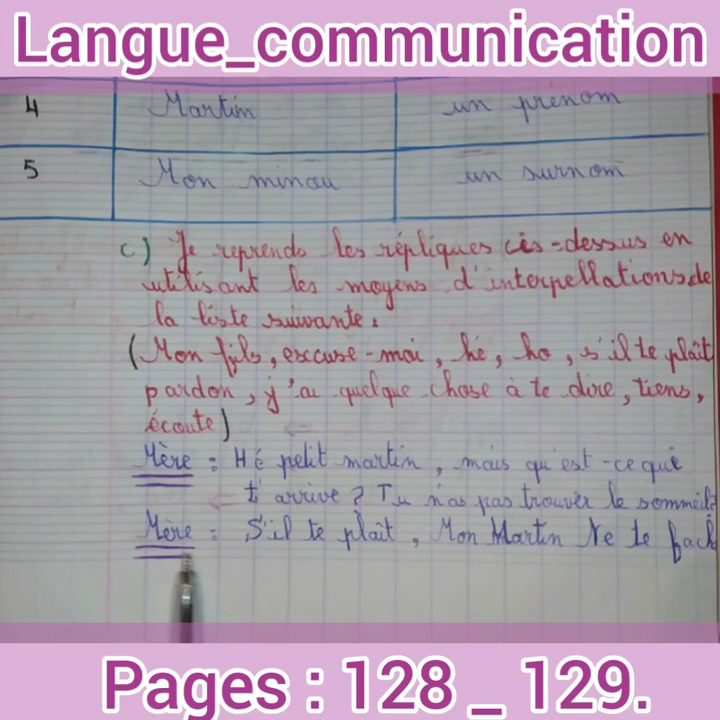 Langue_communication
4 Martin un prénom
5 Mon minou un surnom
c) Je reprends les répliques cis-dessus en
utilisant les moyens d'interpellations de
la liste suivante :
(Mon fils, excuse-moi, hé, ho, s'il te plaît
pardon, j'ai quelque chose à te dire, tiens,
écoute)
Mère : Hé petit martin, mais qu'est-ce que
t'arrive ? Tu n'as pas trouver le sommeil?
Mère : S'il te plaît, Mon Martin Ne te fach
Pages : 128 _ 129.